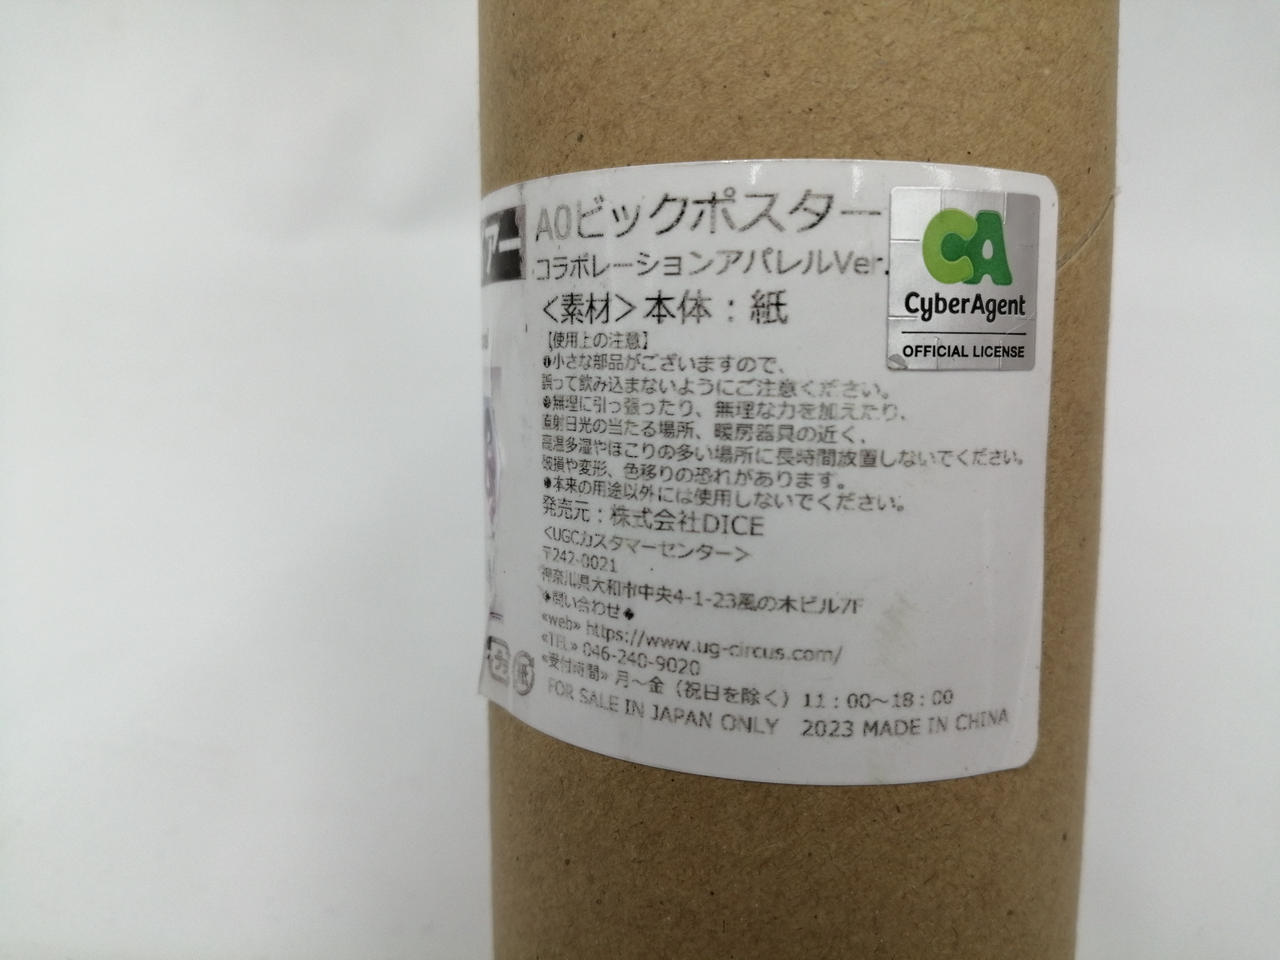 アー
A0ビックポスター
コラボレーションアパレルVer.
<素材>本体：紙
【使用上の注意】
●小さな部品がございますので、
誤って飲み込まないようにご注意ください。
●無理に引っ張ったり、無理な力を加えたり、
直射日光の当たる場所、暖房器具の近く、
高温多湿やほこりの多い場所に長時間放置しないでください。
破損や変形、色移りの恐れがあります。
●本来の用途以外には使用しないでください。
発売元：株式会社DICE
<UGCカスタマーセンター>
〒242-0021
神奈川県大和市中央4-1-23風の木ビル7F
◆問い合わせ◆
«web» https://www.ug-circus.com/
«TEL» 046-240-9020
«受付時間» 月～金（祝日を除く）11：00～18：00
FOR SALE IN JAPAN ONLY 2023 MADE IN CHINA
紙
CA
CyberAgent
OFFICIAL LICENSE